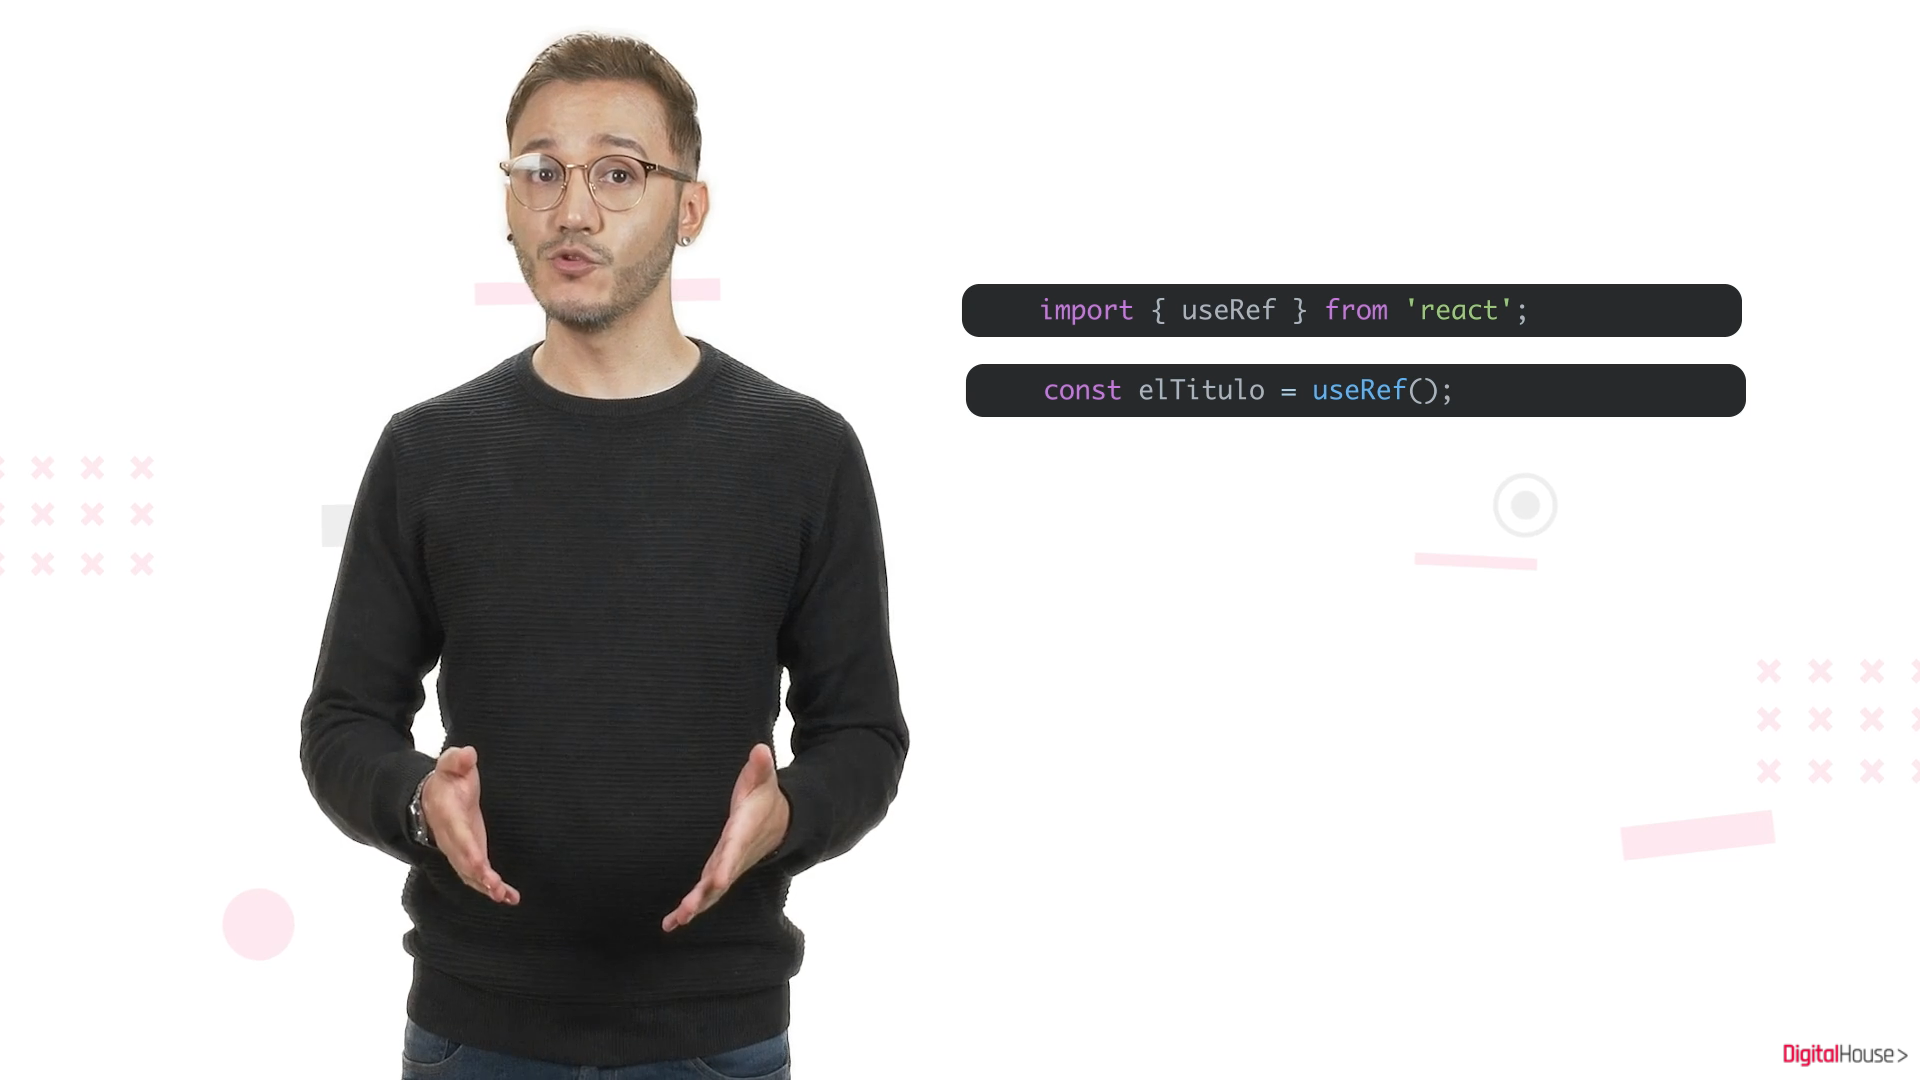 import { useRef } from 'react';
const elTitulo = useRef();
DigitalHouse>